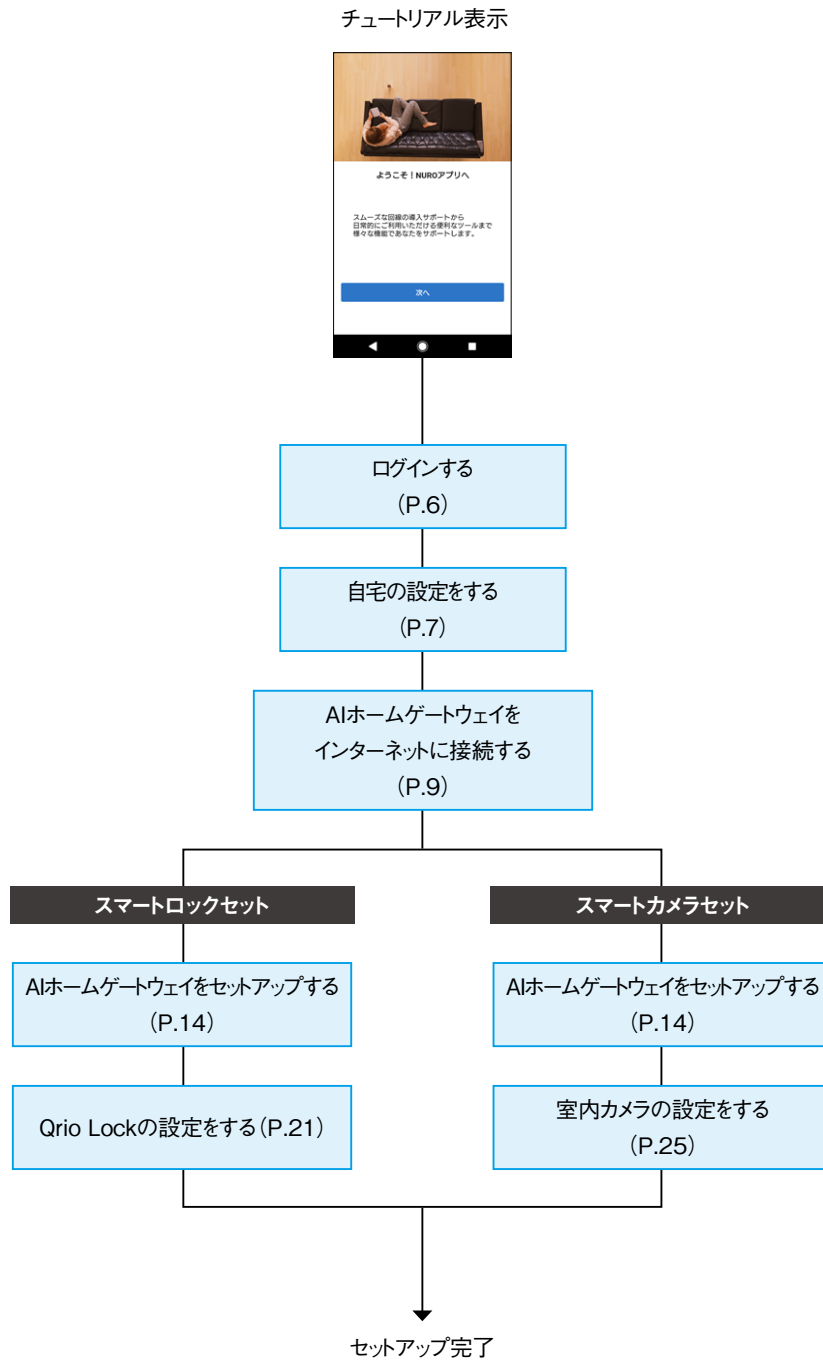 チュートリアル表示
ようこそ！NUROアプリへ
スムーズな回線の導入サポートから
日常的にご利用いただける便利なツールまで
様々な機能であなたをサポートします。
次へ
ログインする
（P.6）
自宅の設定をする
（P.7）
AIホームゲートウェイを
インターネットに接続する
（P.9）
スマートロックセット
AIホームゲートウェイをセットアップする
（P.14）
Qrio Lockの設定をする（P.21）
スマートカメラセット
AIホームゲートウェイをセットアップする
（P.14）
室内カメラの設定をする
（P.25）
セットアップ完了